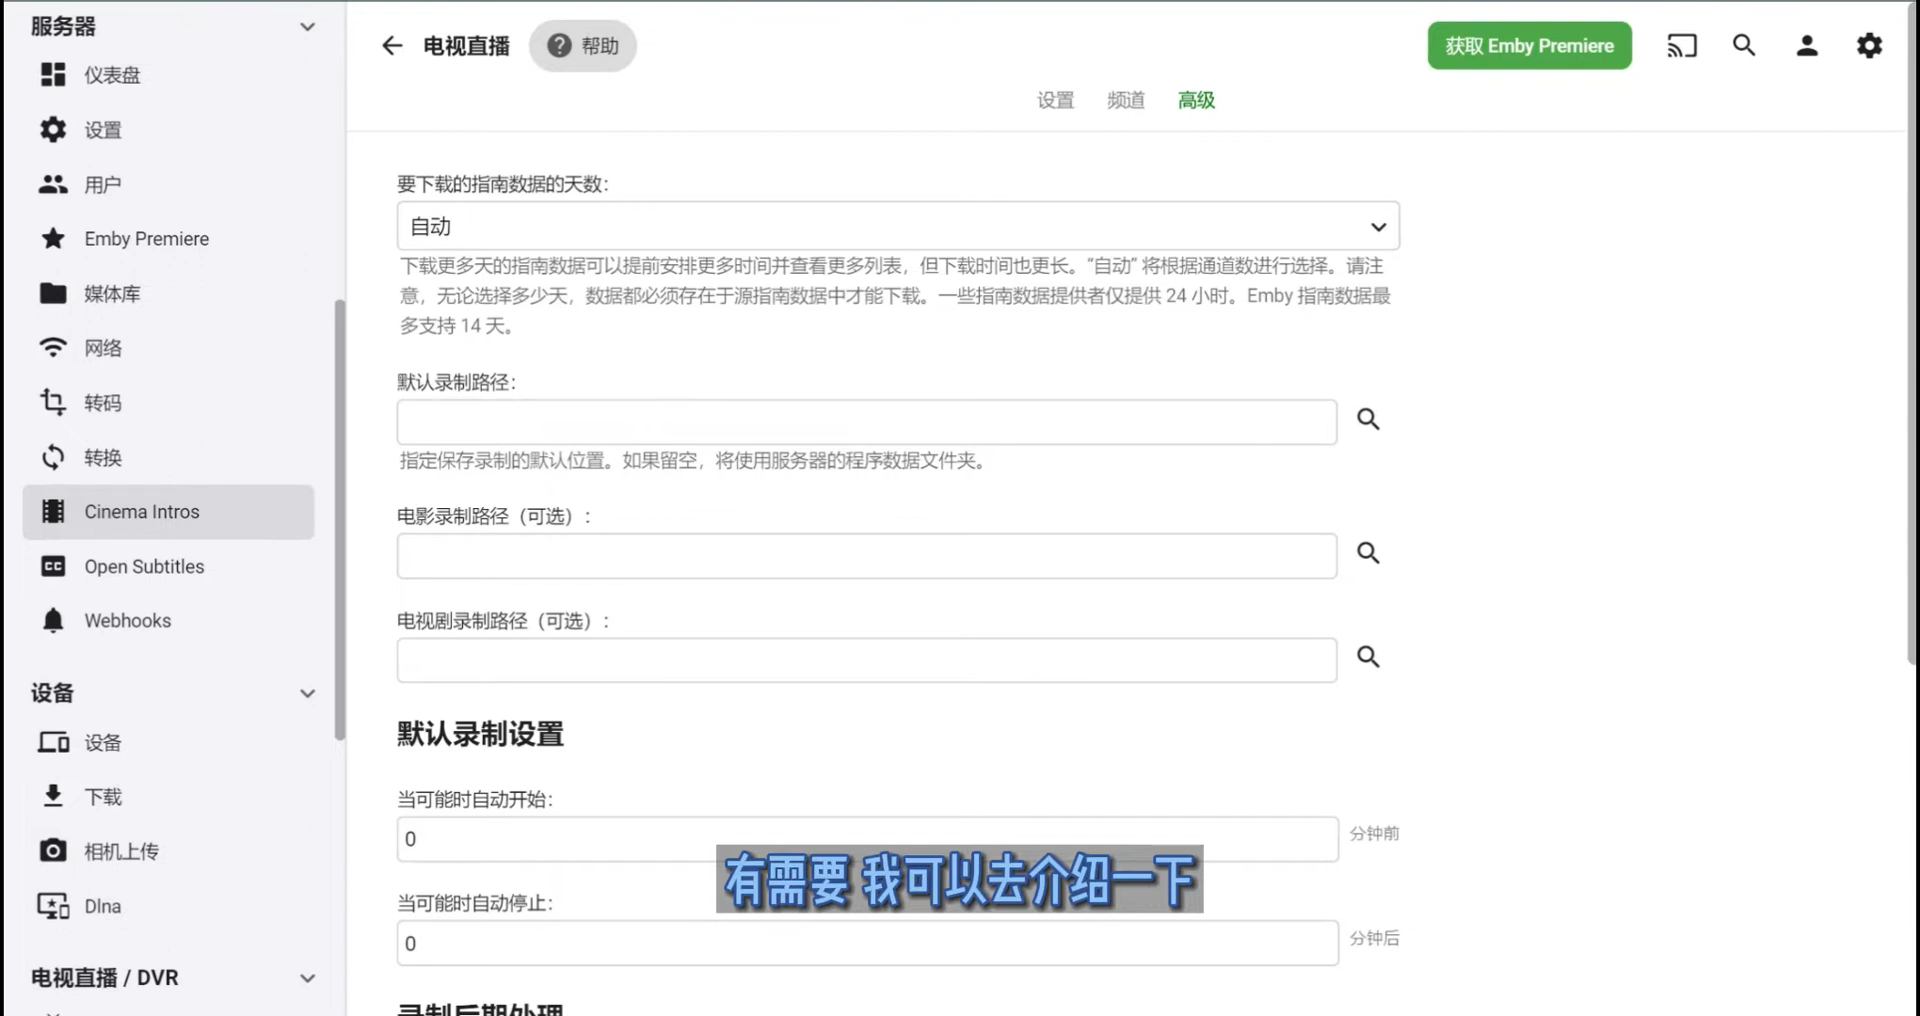 服务器
仪表盘
设置
用户
Emby Premiere
媒体库
网络
转码
转换
Cinema Intros
Open Subtitles
Webhooks
设备
设备
下载
相机上传
Dlna
电视直播 / DVR
电视直播
帮助
获取 Emby Premiere
设置 频道 高级
要下载的指南数据的天数:
自动
下载更多天的指南数据可以提前安排更多时间并查看更多列表，但下载时间也更长。“自动” 将根据通道数进行选择。请注
意，无论选择多少天，数据都必须存在于源指南数据中才能下载。一些指南数据提供者仅提供 24 小时。Emby 指南数据最
多支持 14 天。
默认录制路径:
指定保存录制的默认位置。如果留空，将使用服务器的程序数据文件夹。
电影录制路径（可选）:
电视剧录制路径（可选）:
默认录制设置
当可能时自动开始:
0 分钟前
有需要 我可以去介绍一下
当可能时自动停止:
0 分钟后
录制后期处理